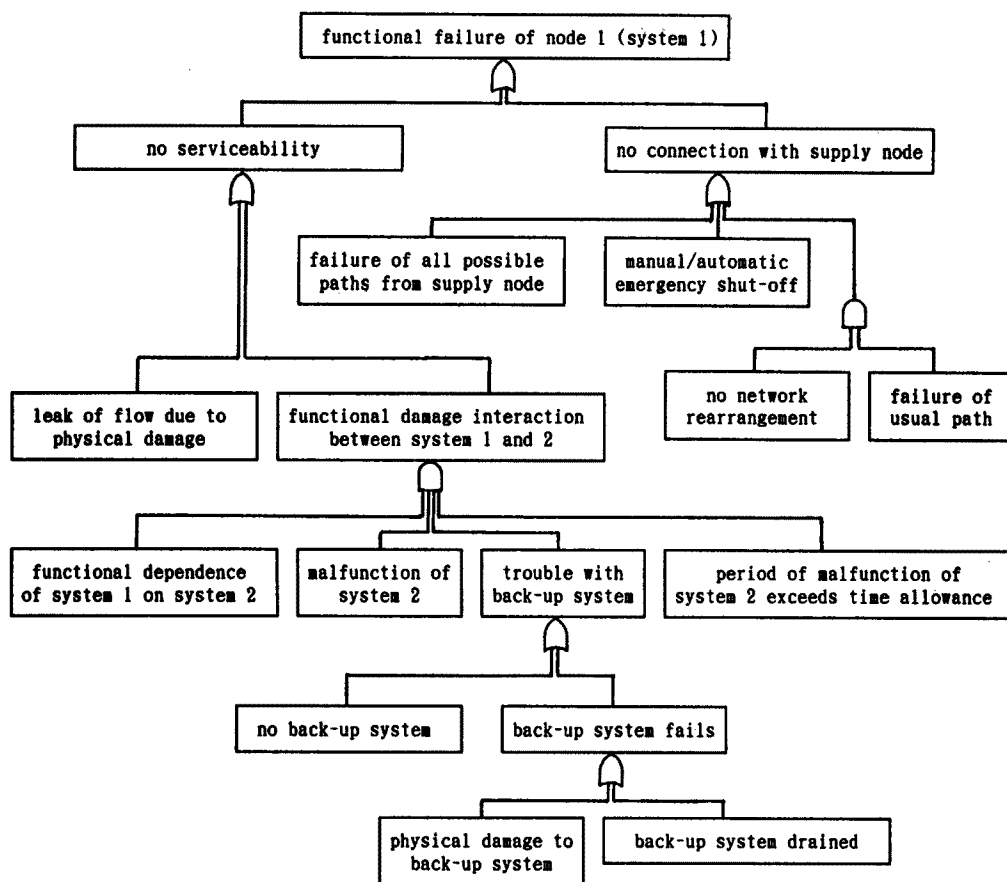 functional failure of node 1 (system 1)
no serviceability
no connection with supply node
failure of all possible
paths from supply node
manual/automatic
emergency shut-off
no network
rearrangement
failure of
usual path
leak of flow due to
physical damage
functional damage interaction
between system 1 and 2
functional dependence
of system 1 on system 2
malfunction of
system 2
trouble with
back-up system
period of malfunction of
system 2 exceeds time allowance
no back-up system
back-up system fails
physical damage to
back-up system
back-up system drained